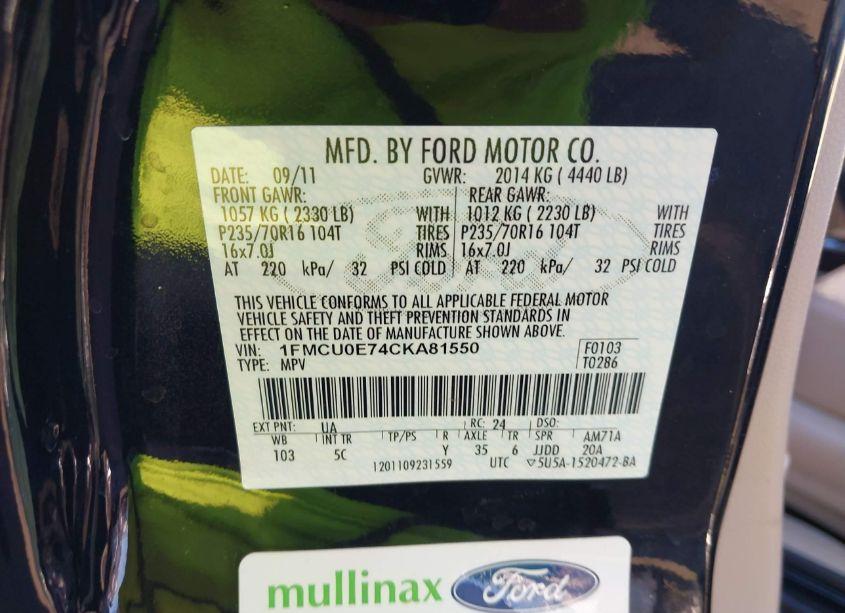 MFD. BY FORD MOTOR CO.
DATE: 09/11 GVWR: 2014 KG ( 4440 LB)
FRONT GAWR: REAR GAWR:
1057 KG ( 2330 LB) WITH 1012 KG ( 2230 LB) WITH
P235/70R16 104T TIRES P235/70R16 104T TIRES
16x7.0J RIMS 16x7.0J RIMS
AT 220 kPa/ 32 PSI COLD AT 220 kPa/ 32 PSI COLD
THIS VEHICLE CONFORMS TO ALL APPLICABLE FEDERAL MOTOR
VEHICLE SAFETY AND THEFT PREVENTION STANDARDS IN
EFFECT ON THE DATE OF MANUFACTURE SHOWN ABOVE.
VIN: 1FMCU0E74CKA81550 F0103
TYPE: MPV T0286
EXT PNT: UA RC: 24 DSO:
WB INT TR TP/PS R AXLE TR SPR AM71A
103 5C Y 35 6 JJDD 20A
1201109231559 UTC ▽5U5A-1520472-BA
mullinax Ford